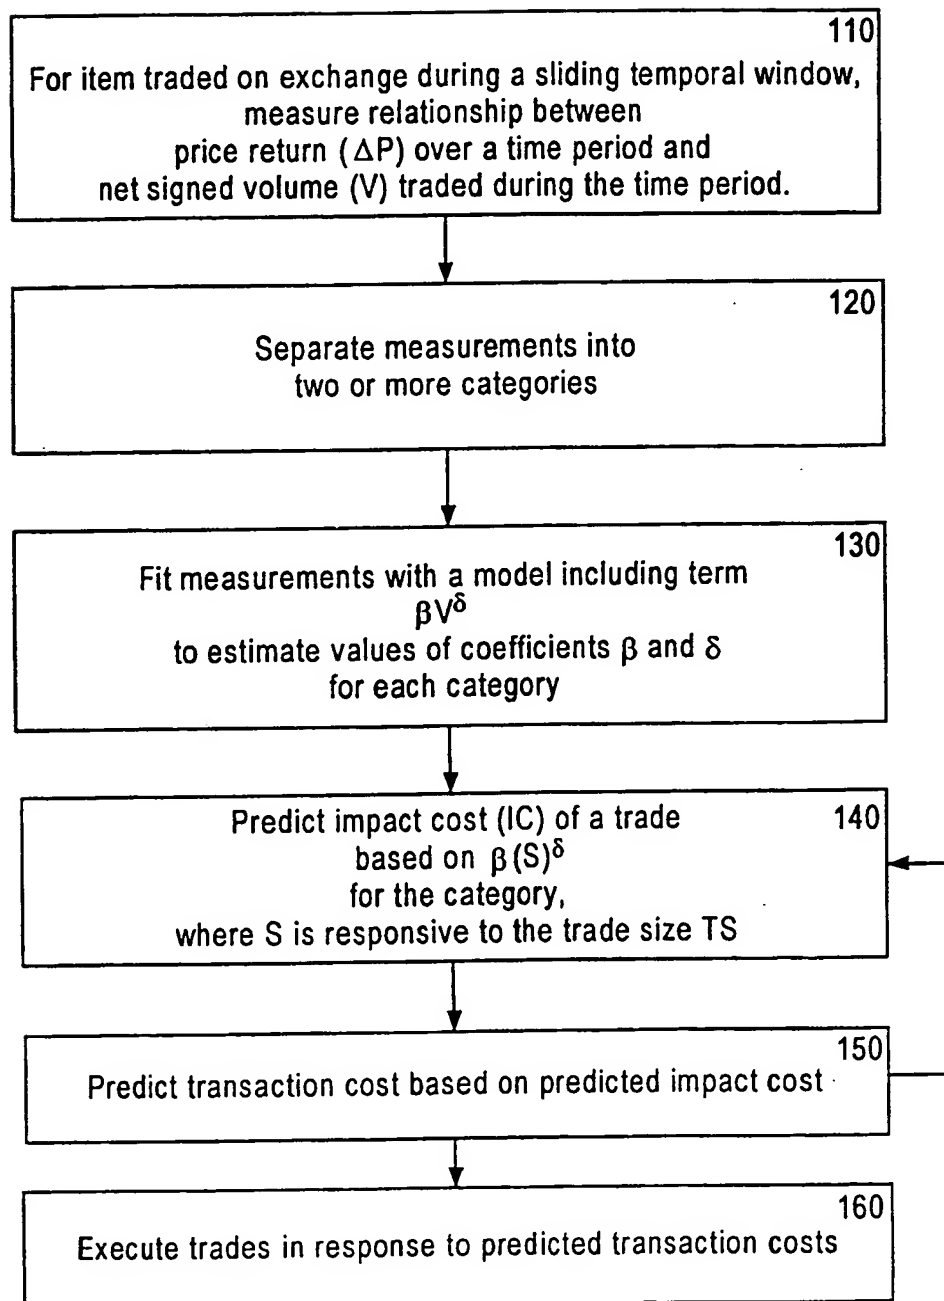 110
For item traded on exchange during a sliding temporal window,
measure relationship between
price return (ΔP) over a time period and
net signed volume (V) traded during the time period.
120
Separate measurements into
two or more categories
130
Fit measurements with a model including term
βV^δ
to estimate values of coefficients β and δ
for each category
140
Predict impact cost (IC) of a trade
based on β(S)^δ
for the category,
where S is responsive to the trade size TS
150
Predict transaction cost based on predicted impact cost
160
Execute trades in response to predicted transaction costs